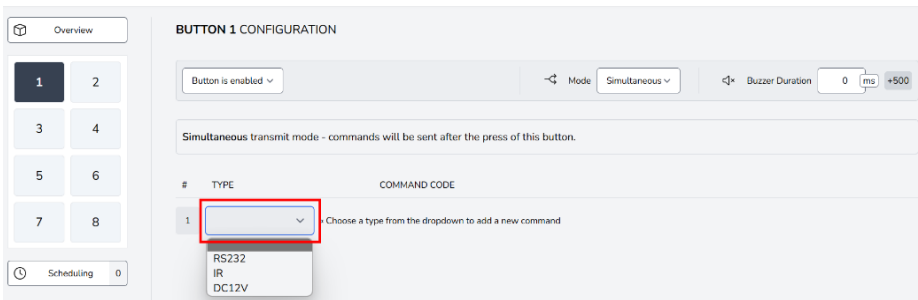 Overview
1
2
3
4
5
6
7
8
Scheduling 0
BUTTON 1 CONFIGURATION
Button is enabled
Mode Simultaneous
Buzzer Duration 0 ms +500
Simultaneous transmit mode - commands will be sent after the press of this button.
# TYPE COMMAND CODE
1 Choose a type from the dropdown to add a new command
RS232
IR
DC12V